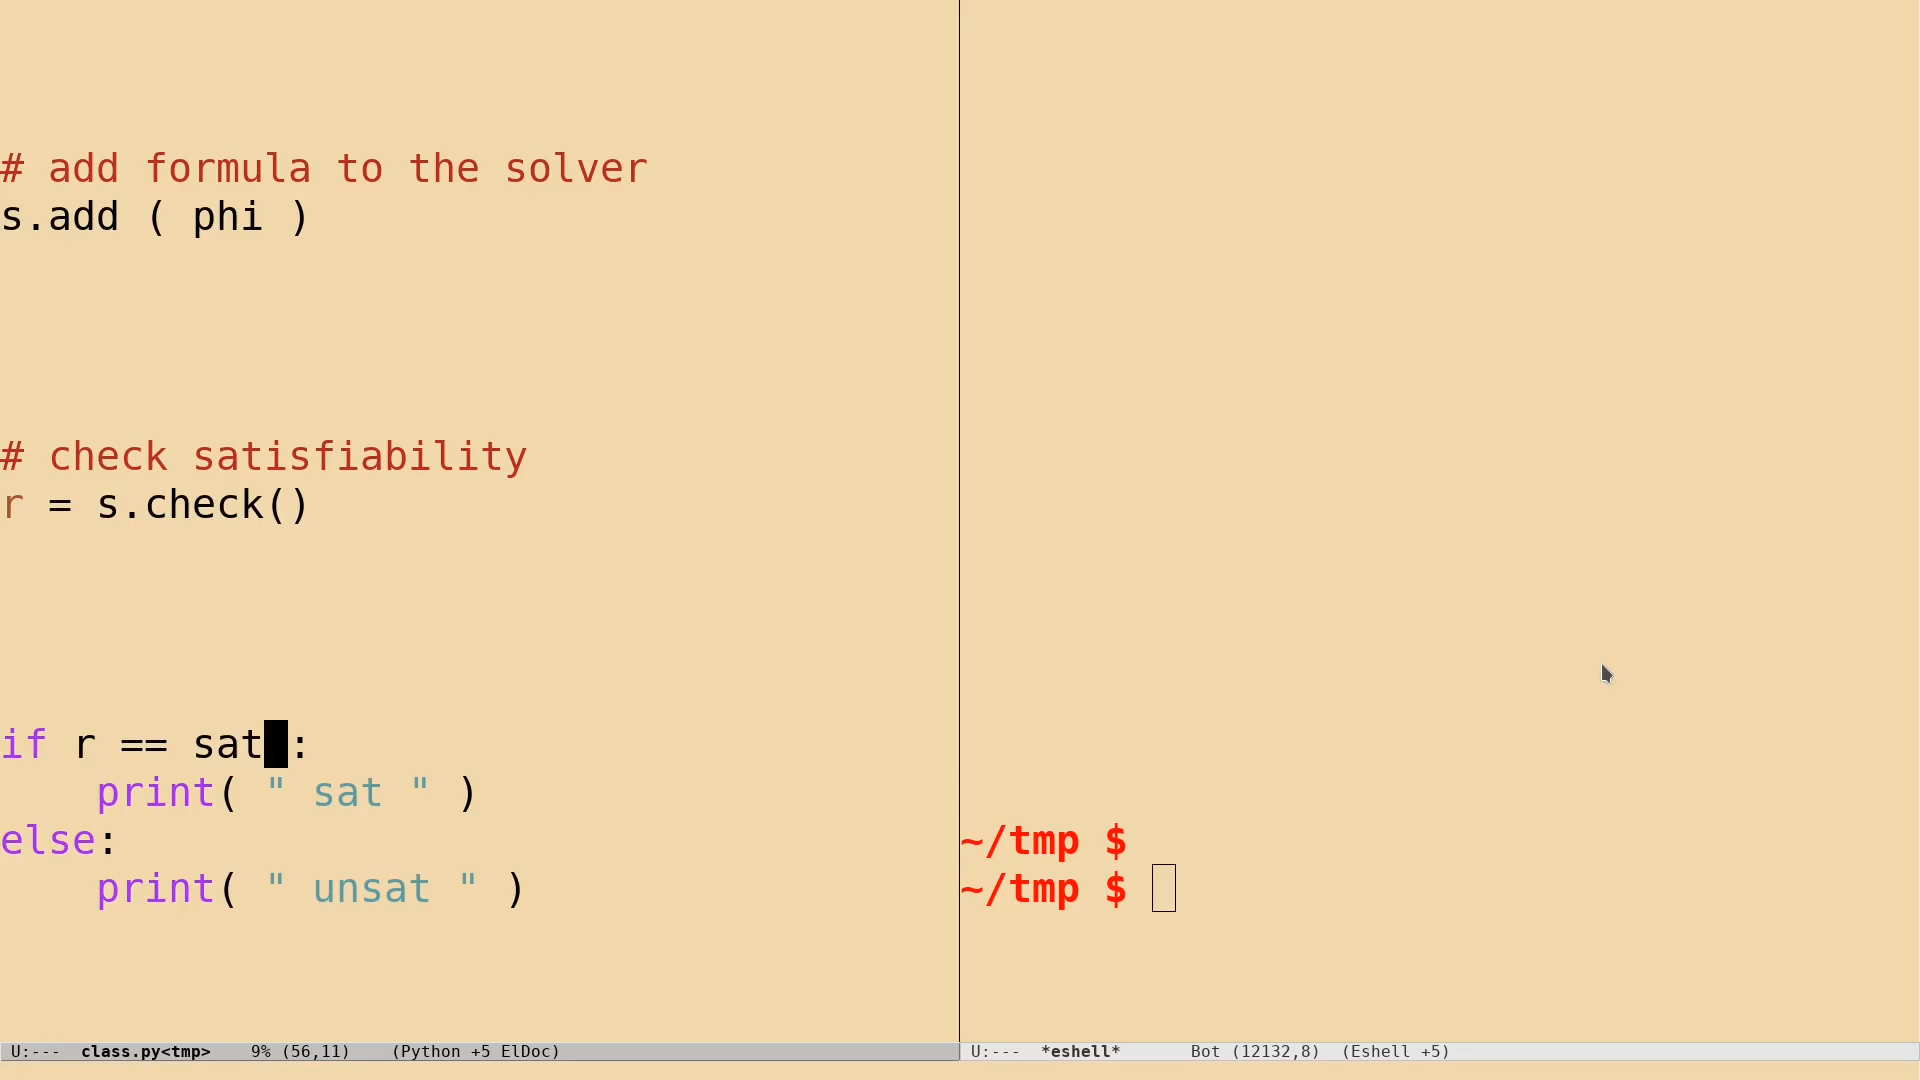 # add formula to the solver
s.add ( phi )
# check satisfiability
r = s.check()
if r == sat :
    print( " sat " )
else:
    print( " unsat " )
~/tmp $
~/tmp $
U:---  class.py<tmp>    9% (56,11)    (Python +5 ElDoc)
U:---  *eshell*       Bot (12132,8)  (Eshell +5)